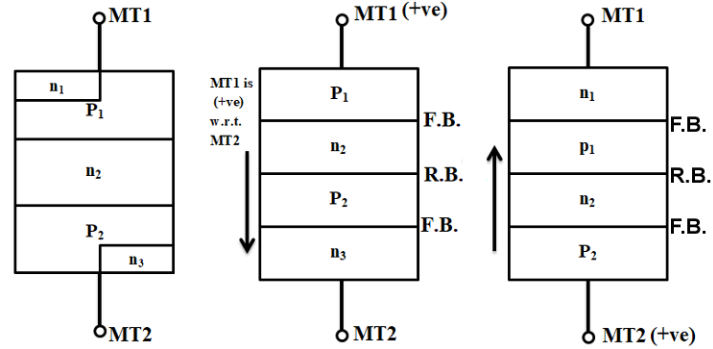 MT1
n1
P1
n2
P2
n3
MT2
MT1 (+ve)
MT1 is
(+ve)
w.r.t.
MT2
P1
F.B.
n2
R.B.
P2
F.B.
n3
MT2
MT1
n1
F.B.
p1
R.B.
n2
F.B.
P2
MT2 (+ve)